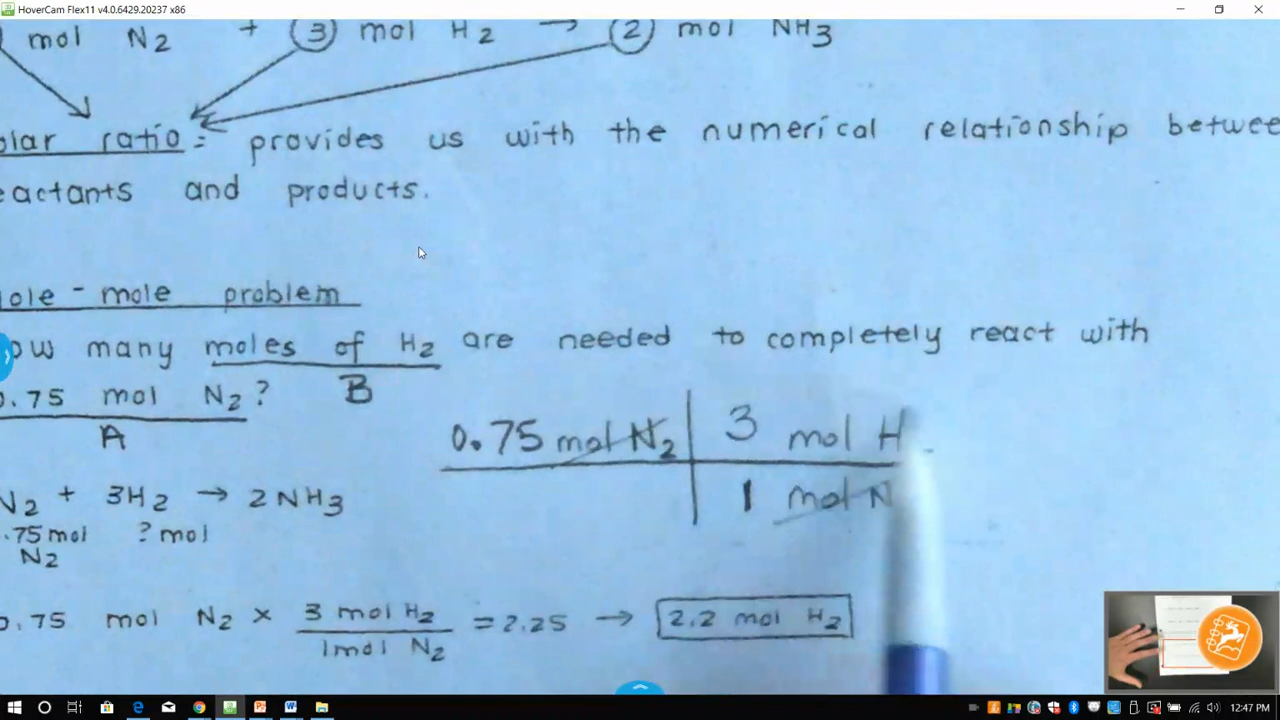 HoverCam Flex11 v4.0.6429.20237 x86
mol N₂ + 3 mol H₂ → 2 mol NH₃
olar ratio = provides us with the numerical relationship betwee
eactants and products.
ole - mole problem
ow many moles of H₂ are needed to completely react with
0.75 mol N₂? B
A
0.75 mol N₂ 3 mol H
1 mol N
N₂ + 3H₂ → 2 NH₃
.75 mol ? mol
N₂
0.75 mol N₂ × 3 mol H₂ = 2.25 → 2.2 mol H₂
1 mol N₂
12:47 PM